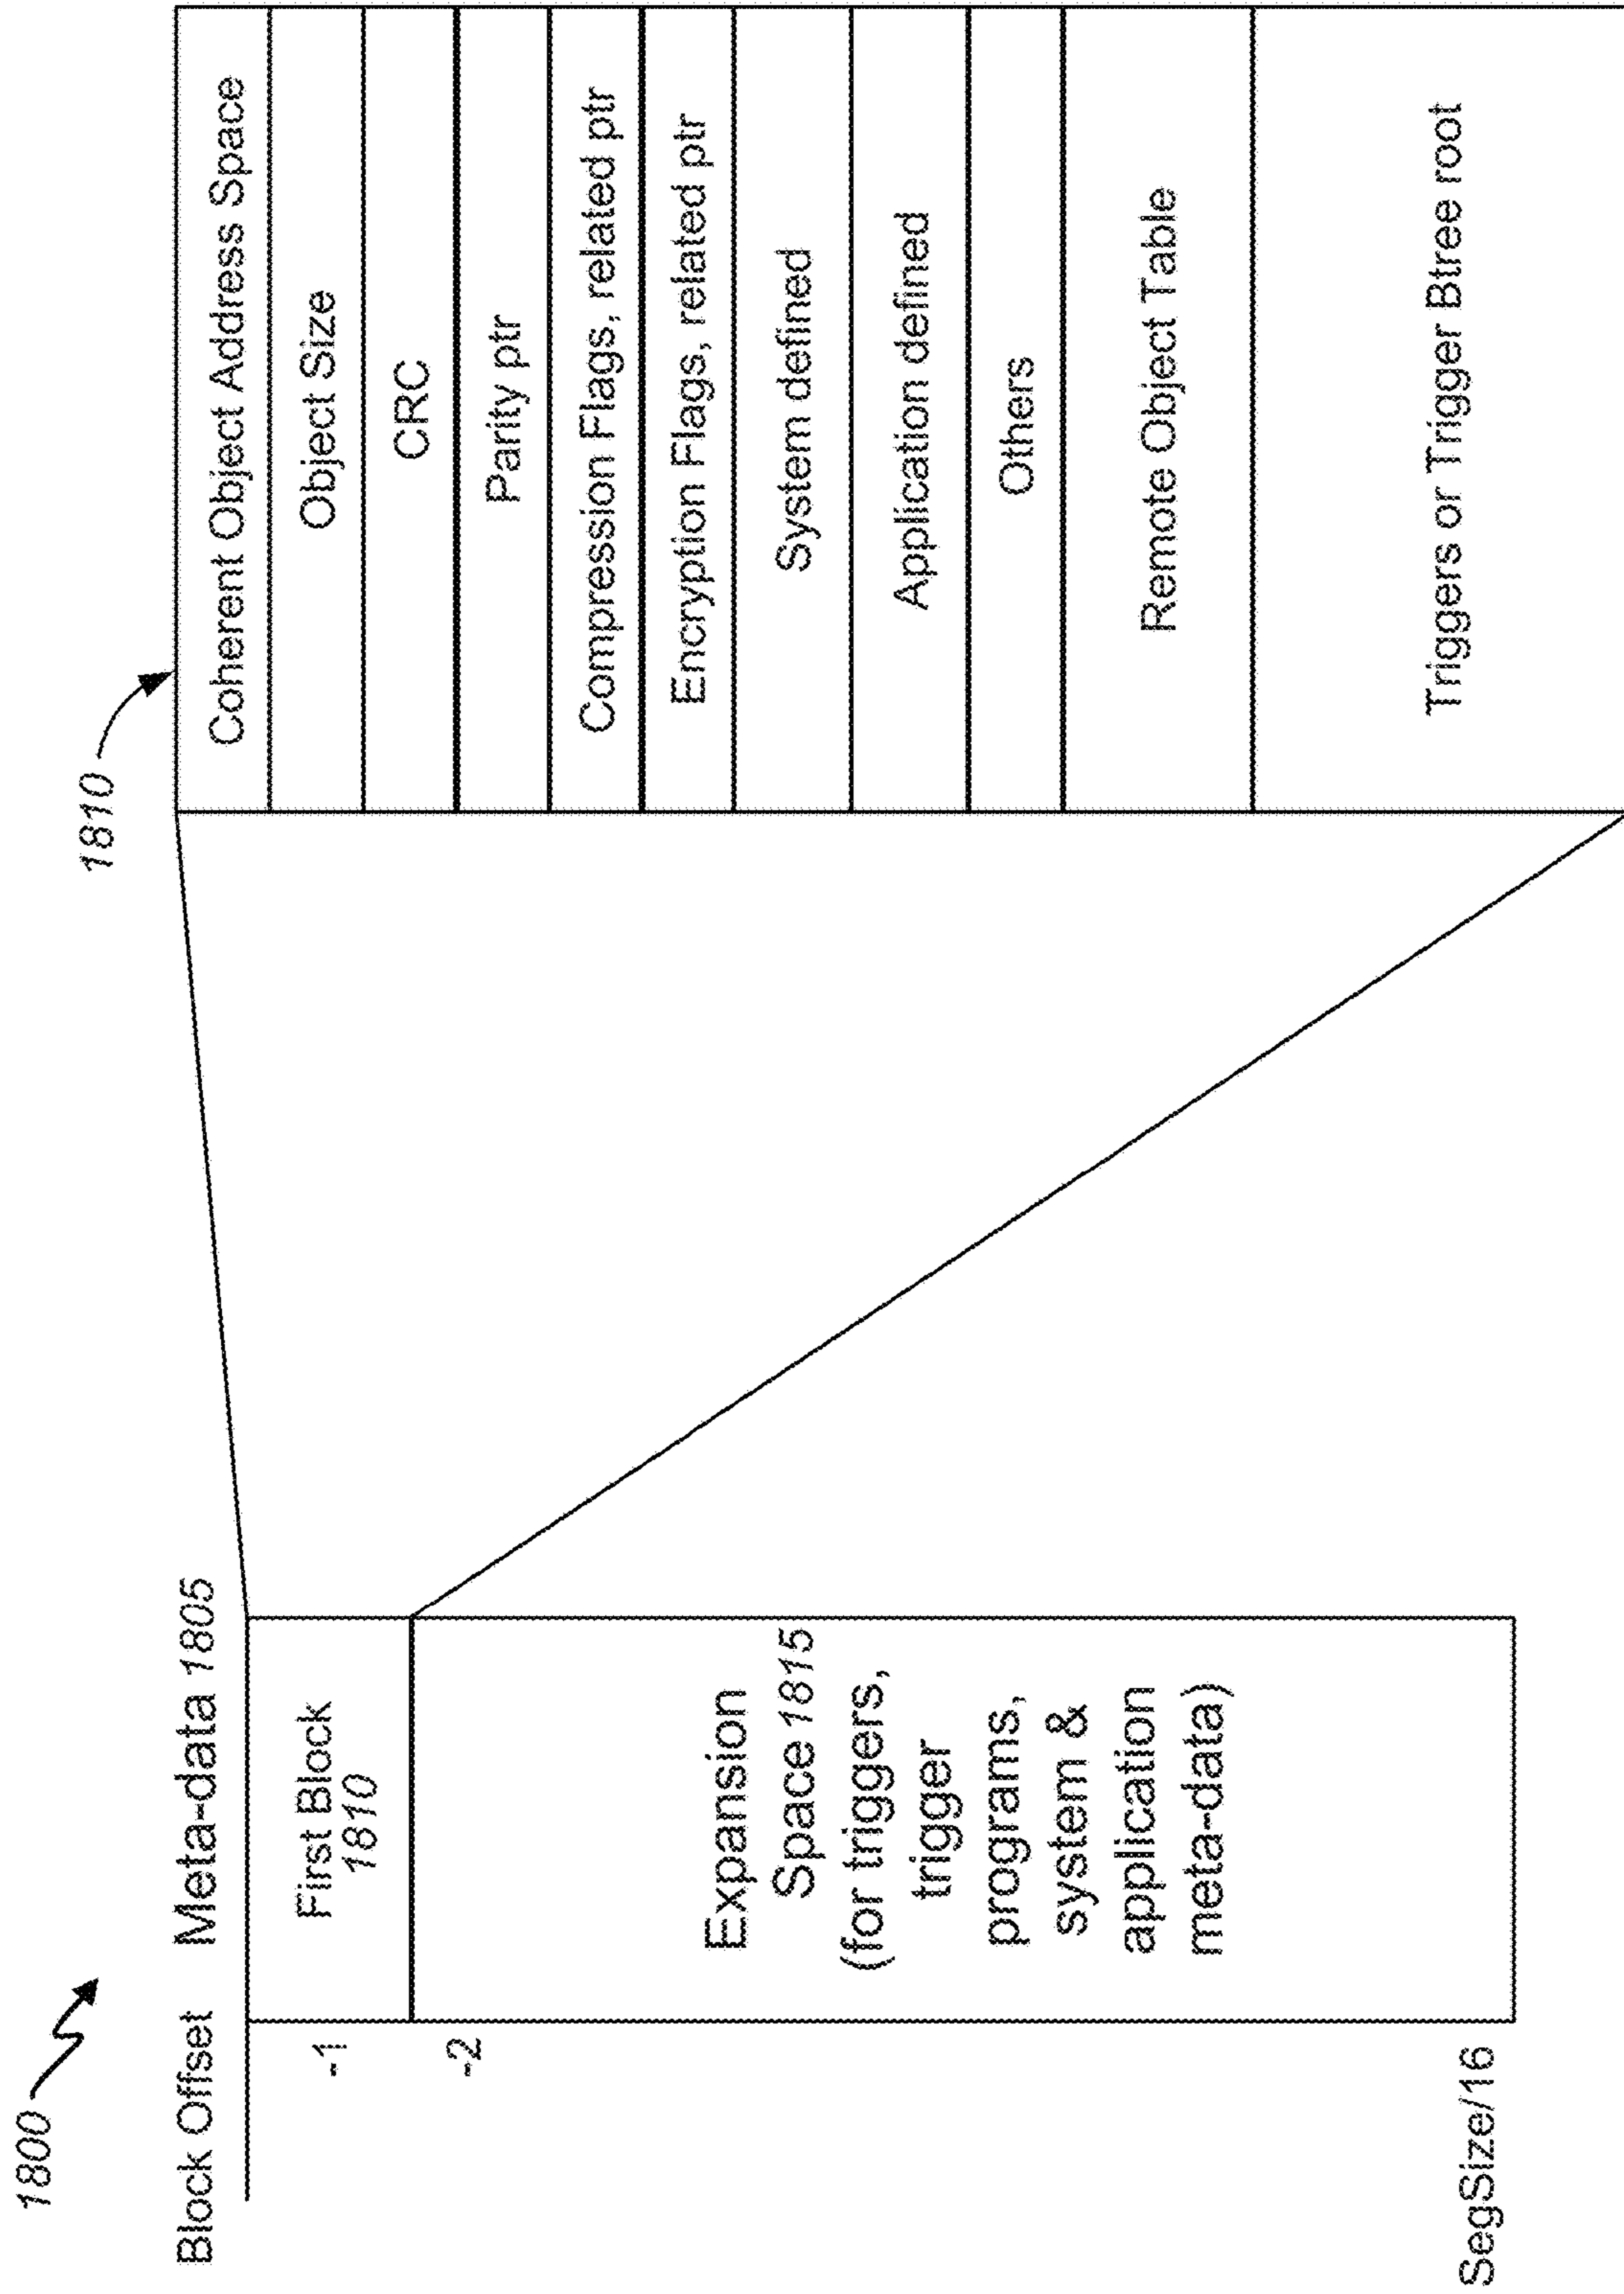 1800
Block Offset
Meta-data 1805
-1
First Block
1810
-2
Expansion
Space 1815
(for triggers,
trigger
programs,
system &
application
meta-data)
SegSize/16
1810
Coherent Object Address Space
Object Size
CRC
Parity ptr
Compression Flags, related ptr
Encryption Flags, related ptr
System defined
Application defined
Others
Remote Object Table
Triggers or Trigger Btree root